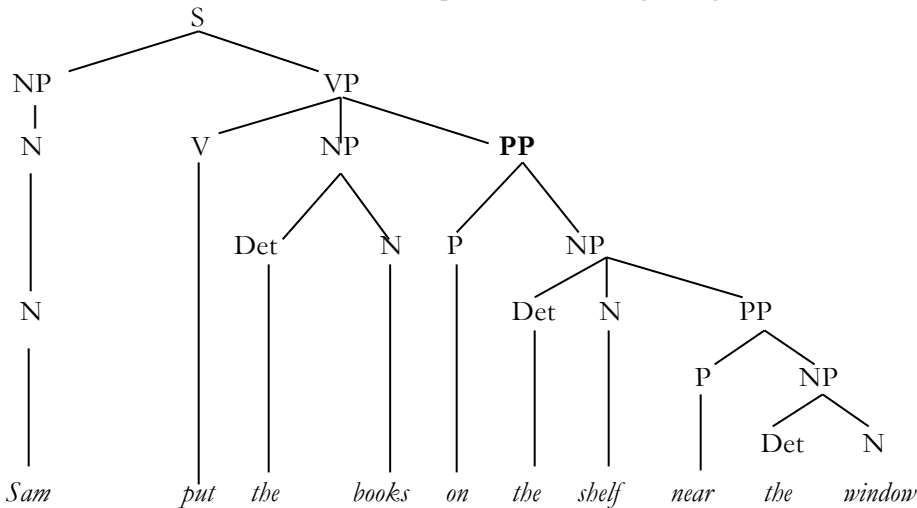 S
NP VP
N V NP PP
Det N P NP
N Det N PP
P NP
Det N
Sam put the books on the shelf near the window